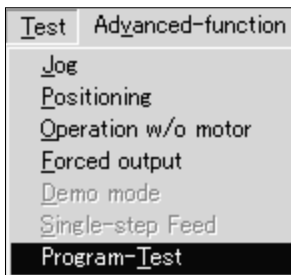 Test Advanced-function
Jog
Positioning
Operation w/o motor
Forced output
Demo mode
Single-step Feed
Program-Test